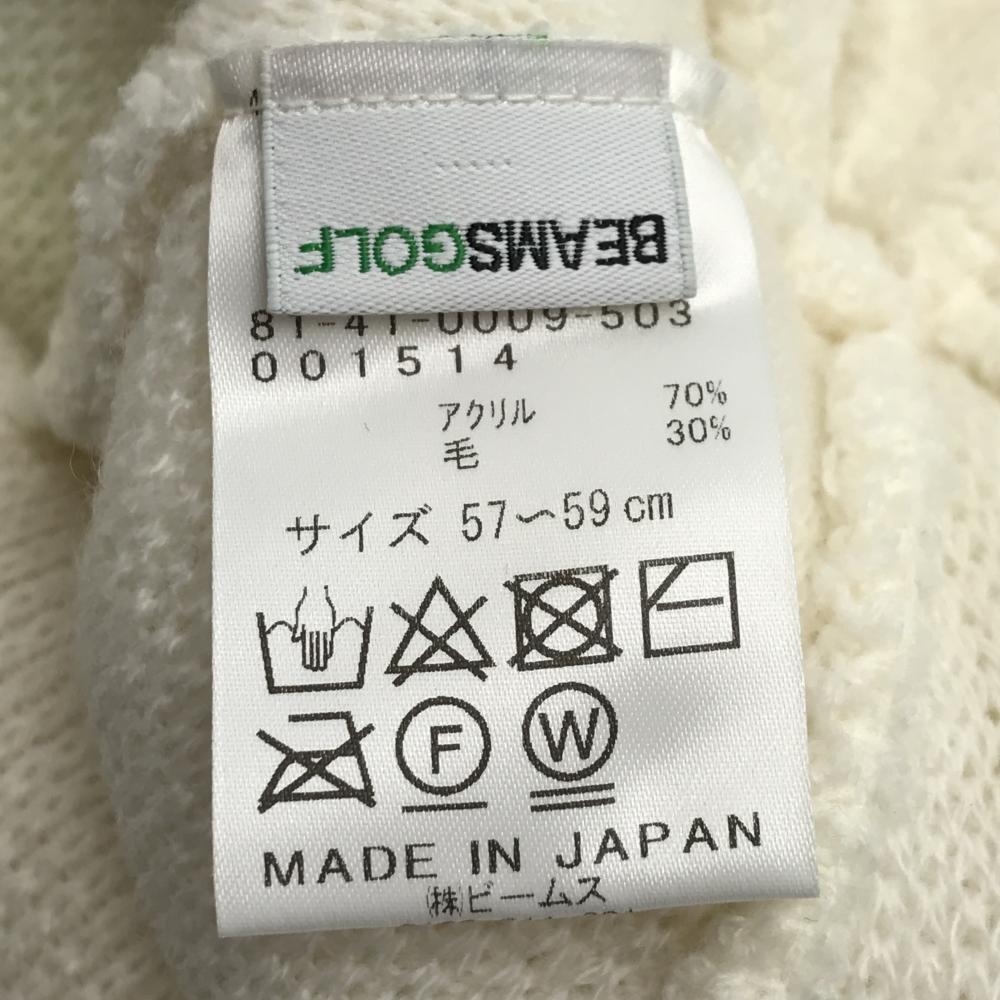 BEAMSGOLF
81-41-0009-503
001514
アクリル 70%
毛 30%
サイズ 57〜59cm
F W
MADE IN JAPAN
㈱ビームス